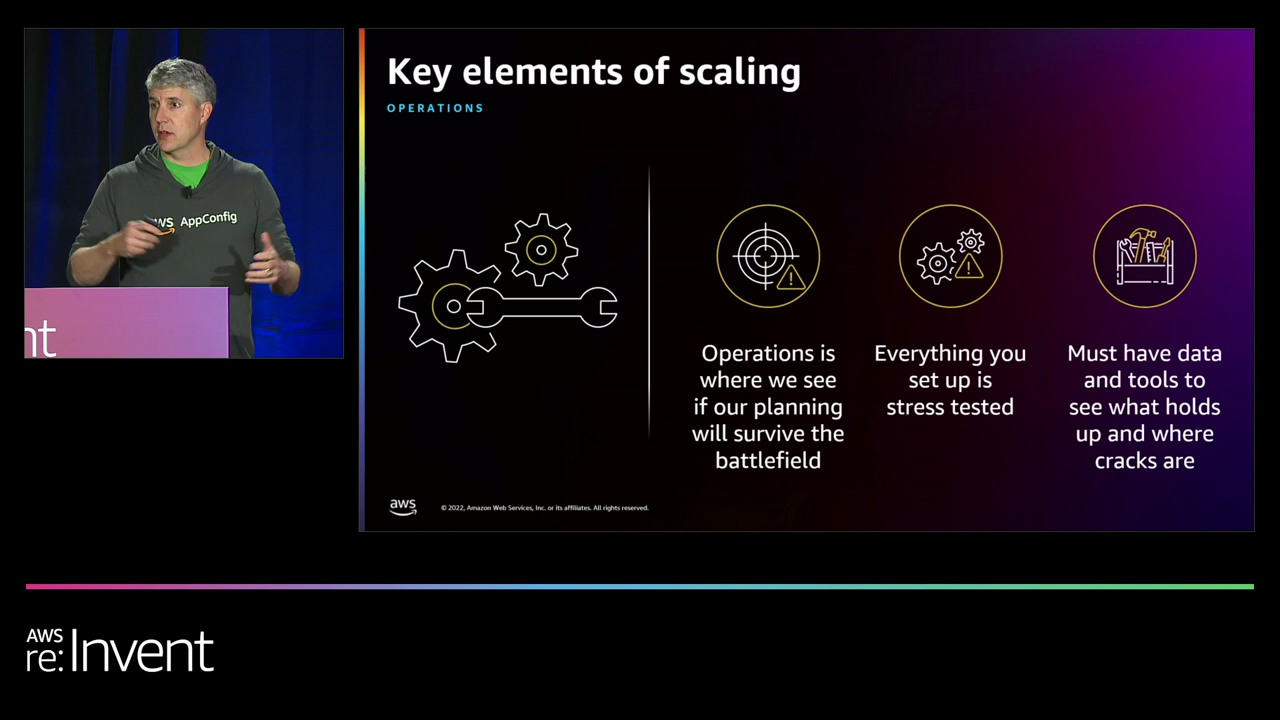 Key elements of scaling
OPERATIONS
aws AppConfig
nt
Operations is
where we see
if our planning
will survive the
battlefield
Everything you
set up is
stress tested
Must have data
and tools to
see what holds
up and where
cracks are
aws
© 2022, Amazon Web Services, Inc. or its affiliates. All rights reserved.
AWS
re:Invent